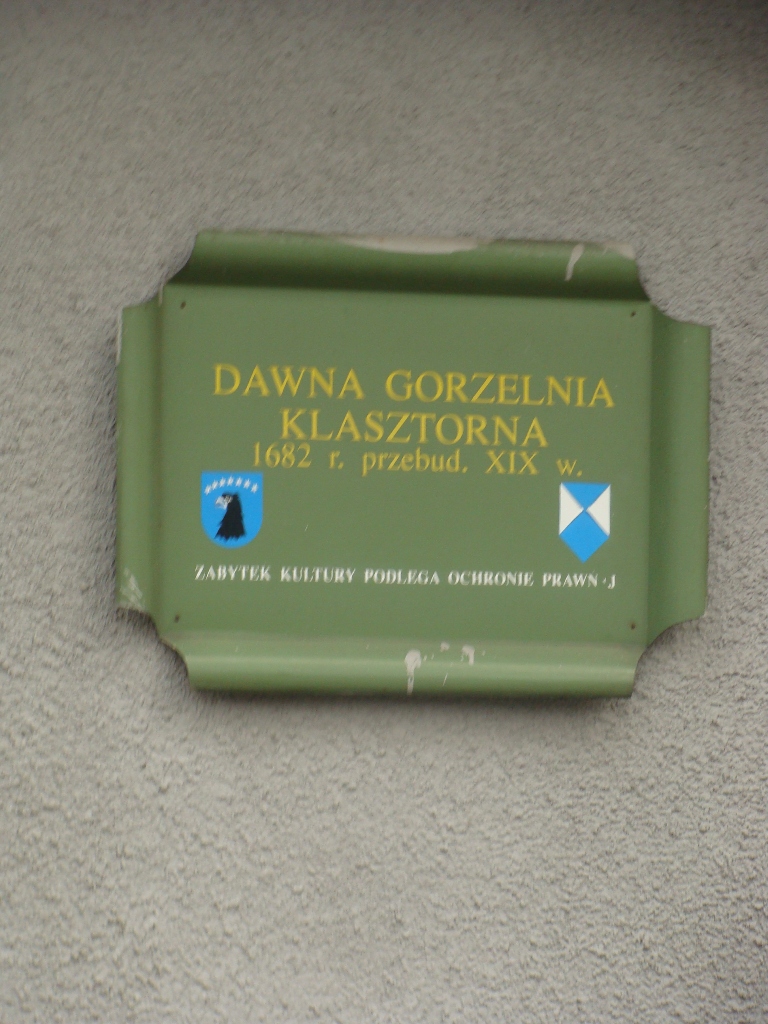 DAWNA GORZELNIA
KLASZTORNA
1682 r. przebud. XIX w.
ZABYTEK KULTURY PODLEGA OCHRONIE PRAWN J